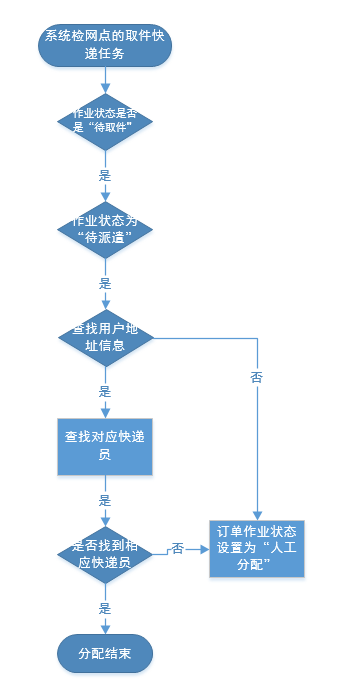 系统检网点的取件快
递任务
作业状态是否
是“待取件”
是
作业状态为
“待派遣”
是
查找用户地
址信息
否
是
查找对应快递
员
是
订单作业状态
设置为“人工
分配”
是否找到相
应快递员
否
是
分配结束